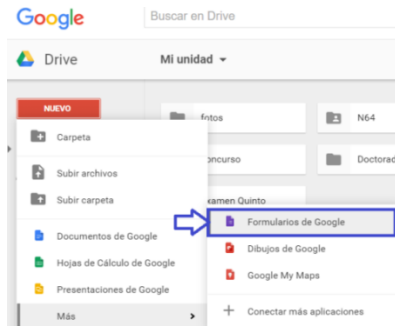 Google
Buscar en Drive
Drive
Mi unidad
NUEVO
fotos
N64
Carpeta
Doctorad
Subir archivos
Subir carpeta
Quinto
Formularios de Google
Documentos de Google
Dibujos de Google
Hojas de Cálculo de Google
Google My Maps
Presentaciones de Google
Más
Conectar más aplicaciones